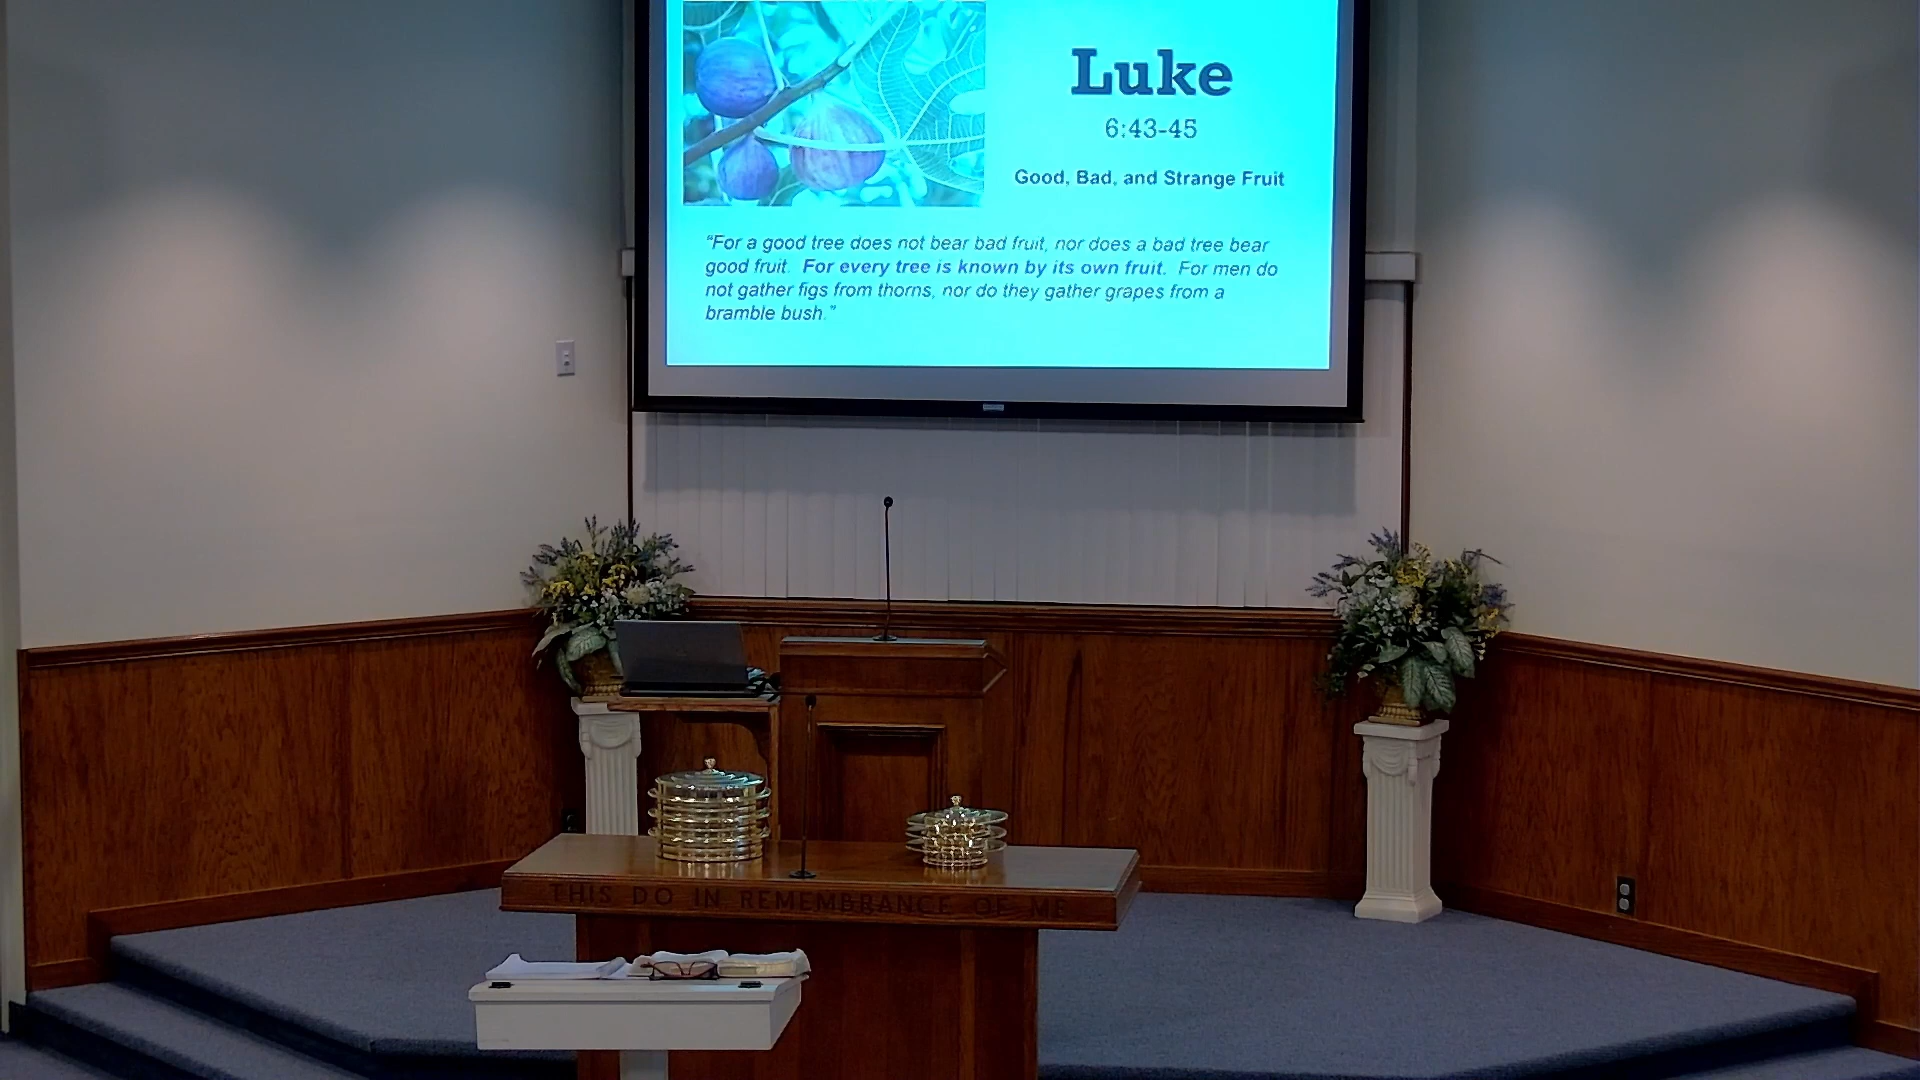 Luke
6:43-45
Good, Bad, and Strange Fruit
“For a good tree does not bear bad fruit, nor does a bad tree bear
good fruit.  For every tree is known by its own fruit.  For men do
not gather figs from thorns, nor do they gather grapes from a
bramble bush.”
THIS DO IN REMEMBRANCE OF ME